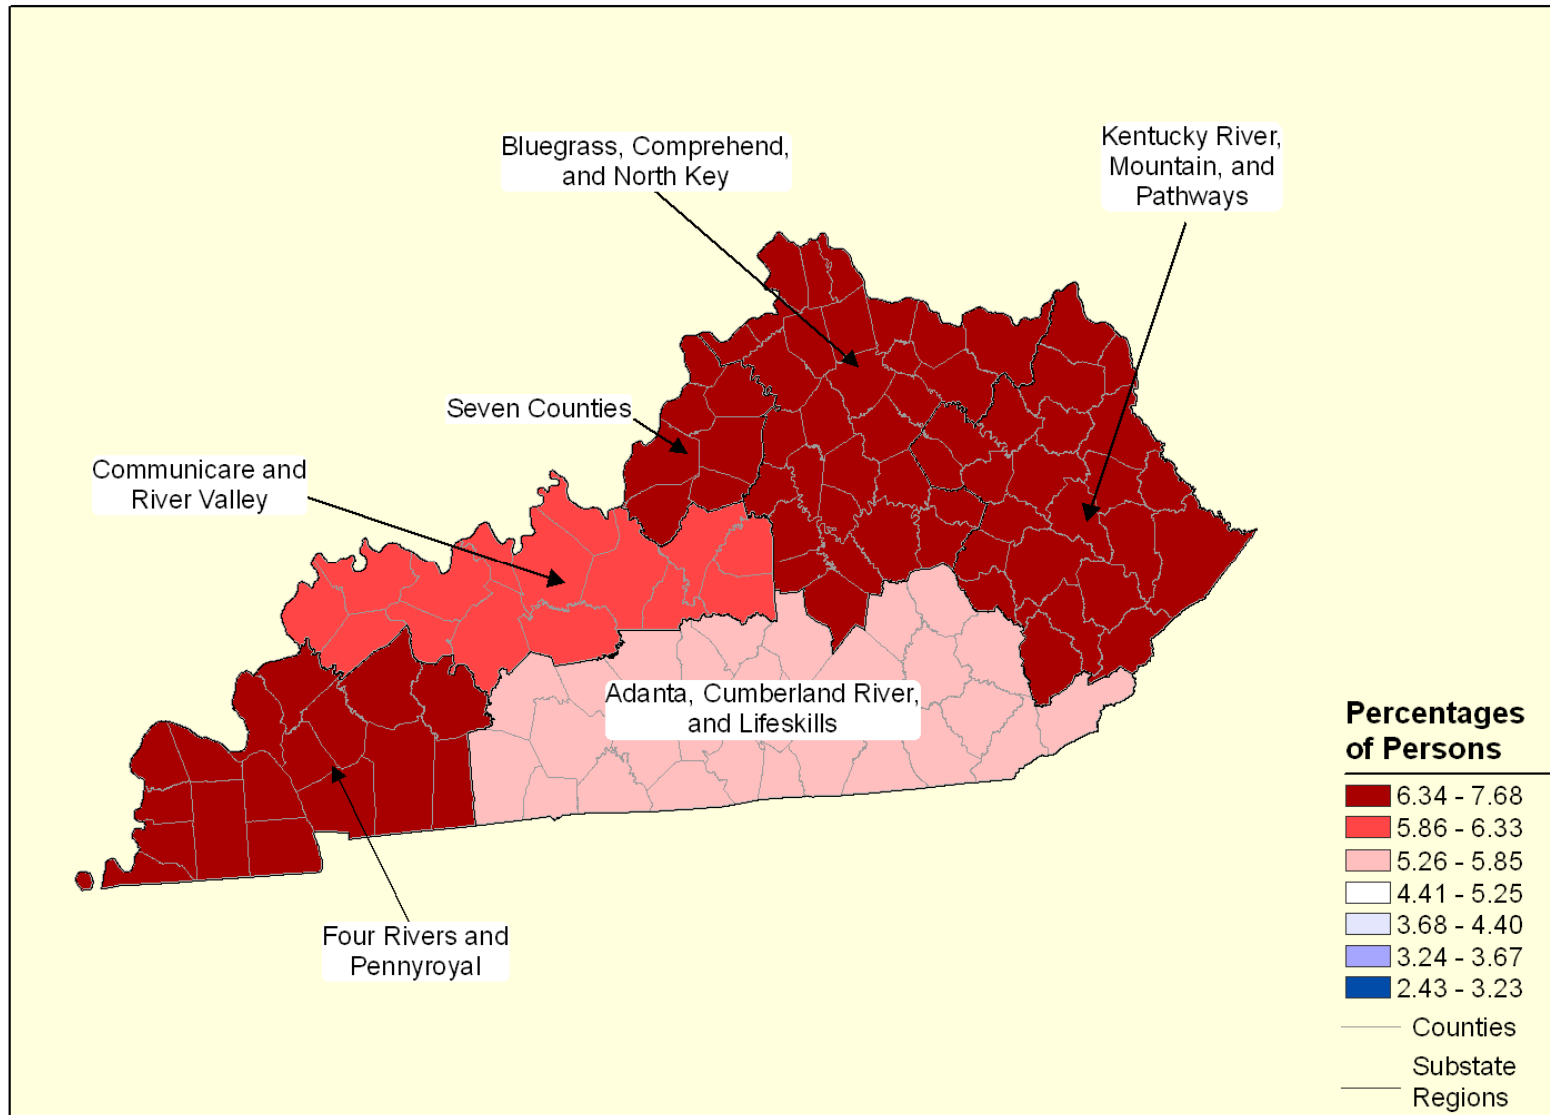 Bluegrass, Comprehend,
and North Key
Kentucky River,
Mountain, and
Pathways
Seven Counties
Communicare and
River Valley
Adanta, Cumberland River,
and Lifeskills
Four Rivers and
Pennyroyal
Percentages
of Persons
6.34 - 7.68
5.86 - 6.33
5.26 - 5.85
4.41 - 5.25
3.68 - 4.40
3.24 - 3.67
2.43 - 3.23
Counties
Substate
Regions